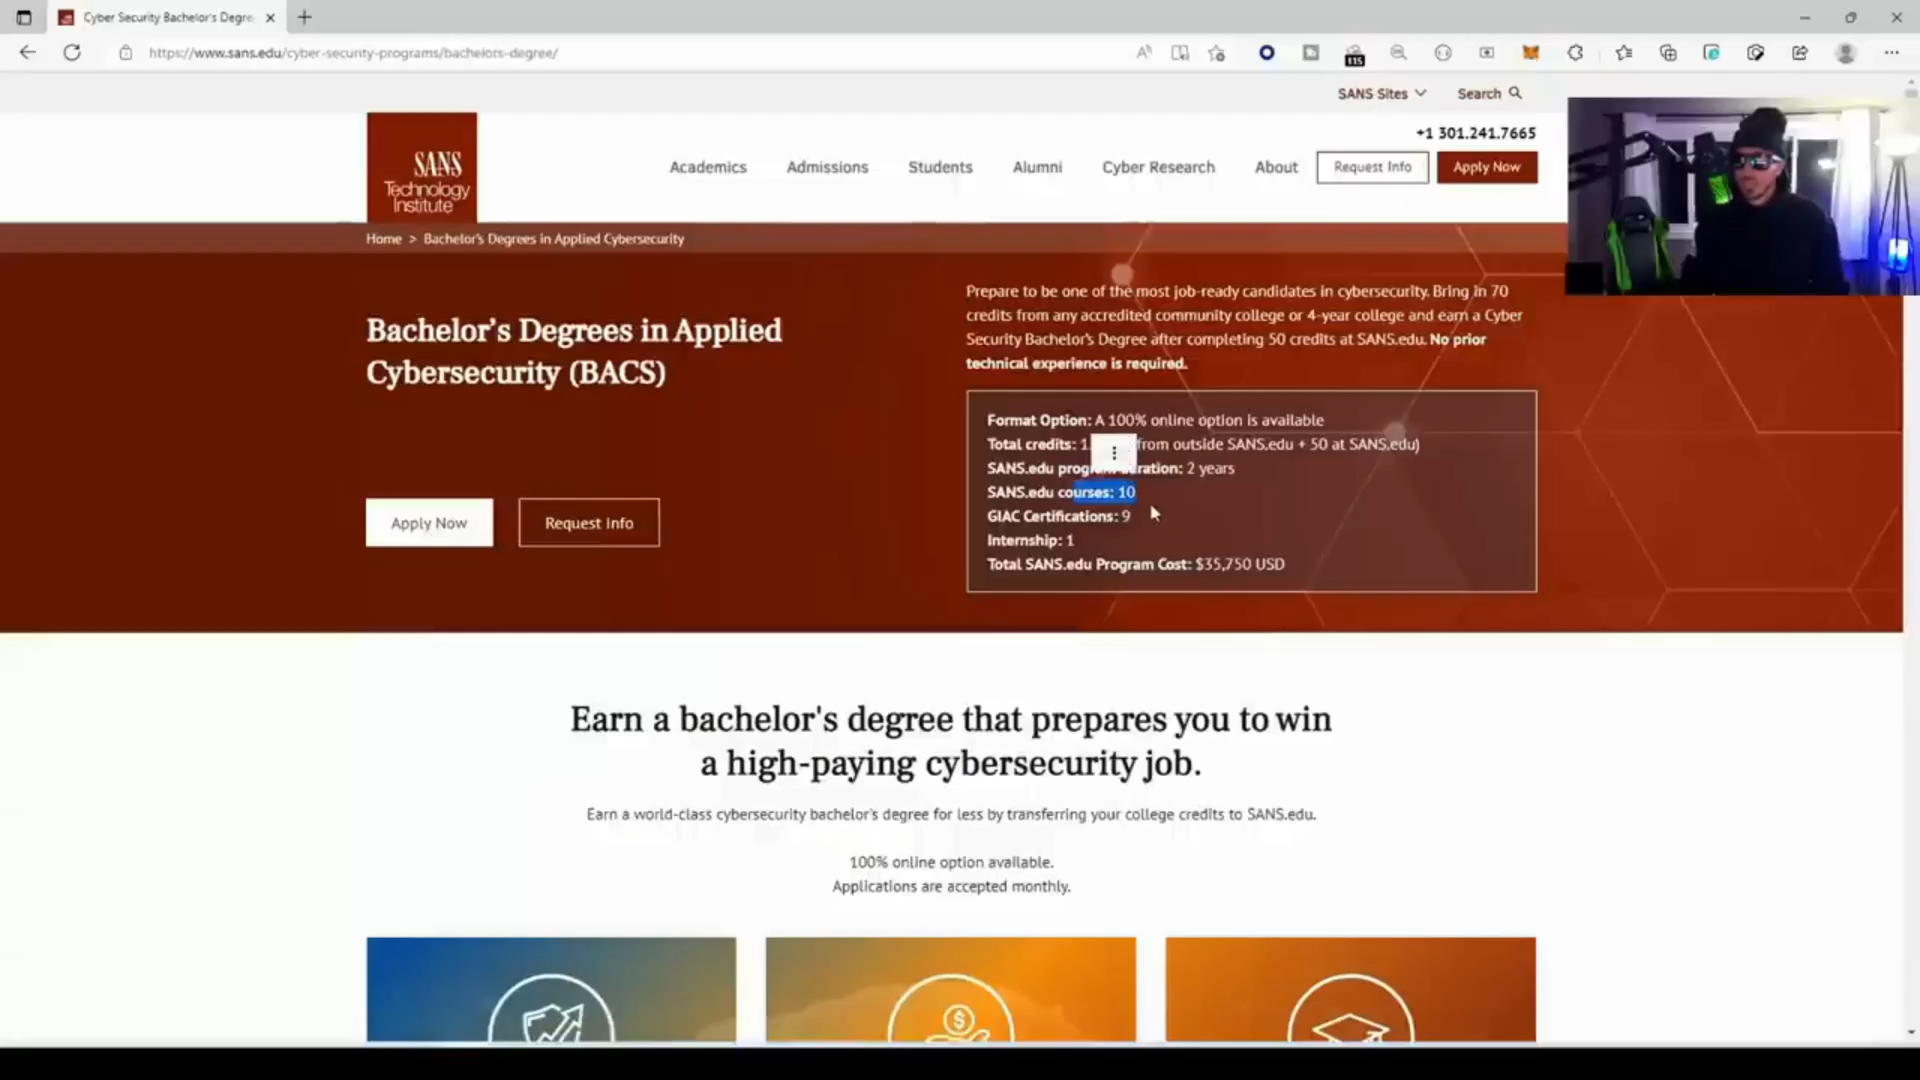 Cyber Security Bachelor's Degre
https://www.sans.edu/cyber-security-programs/bachelors-degree/
115
SANS Sites
Search
+1 301.241.7665
SANS
Technology
Institute
Academics
Admissions
Students
Alumni
Cyber Research
About
Request Info
Apply Now
Home > Bachelor's Degrees in Applied Cybersecurity
Bachelor's Degrees in Applied
Cybersecurity (BACS)
Apply Now
Request Info
Prepare to be one of the most job-ready candidates in cybersecurity. Bring in 70
credits from any accredited community college or 4-year college and earn a Cyber
Security Bachelor's Degree after completing 50 credits at SANS.edu. No prior
technical experience is required.
Format Option: A 100% online option is available
Total credits: from outside SANS.edu + 50 at SANS.edu)
SANS.edu 2 years
SANS.edu courses: 10
GIAC Certifications: 9
Internship: 1
Total SANS.edu Program Cost: $35,750 USD
Earn a bachelor's degree that prepares you to win
a high-paying cybersecurity job.
Earn a world-class cybersecurity bachelor's degree for less by transferring your college credits to SANS.edu.
100% online option available.
Applications are accepted monthly.